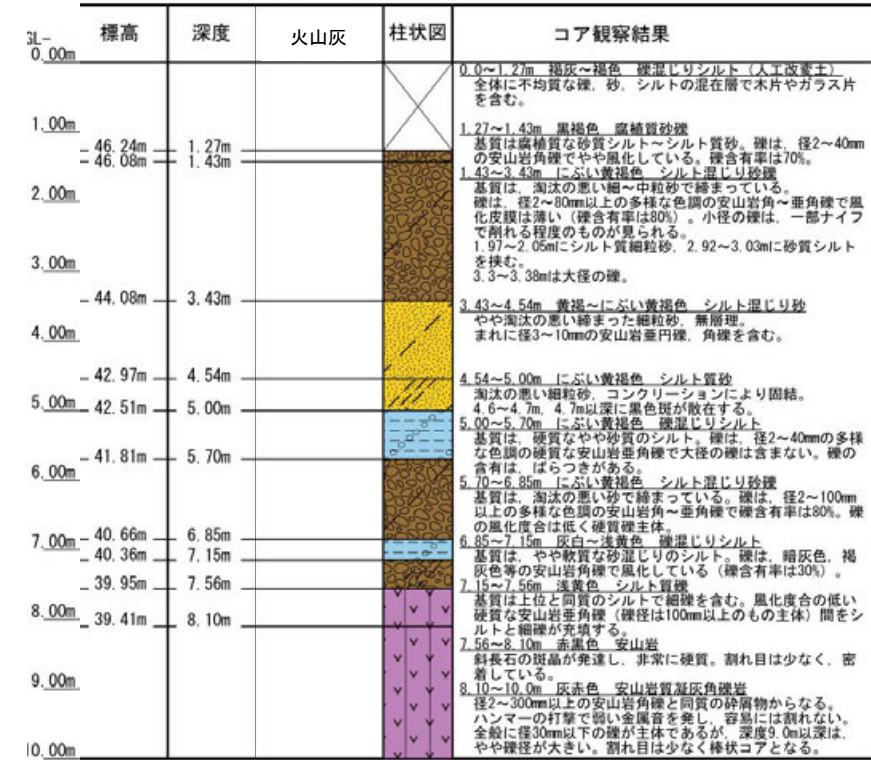 標高 深度 火山灰 柱状図 コア観察結果
GL-
0.00m
1.00m
46.24m 1.27m
46.08m 1.43m
2.00m
3.00m
44.08m 3.43m
4.00m
42.97m 4.54m
5.00m
42.51m 5.00m
41.81m 5.70m
6.00m
40.66m 6.85m
7.00m
40.36m 7.15m
39.95m 7.56m
8.00m
39.41m 8.10m
9.00m
10.00m
0.0～1.27m 褐灰～褐色 礫混じりシルト（人工改変土）
全体に不均質な礫, 砂, シルトの混在層で木片やガラス片
を含む。
1.27～1.43m 黒褐色 腐植質砂礫
基質は腐植質な砂質シルト～シルト質砂。礫は, 径2～40mm
の安山岩角礫でやや風化している。礫含有率は70%。
1.43～3.43m にぶい黄褐色 シルト混じり砂礫
基質は, 淘汰の悪い細～中粒砂で締まっている。
礫は, 径2～80mm以上の多様な色調の安山岩角～亜角礫で風
化皮膜は薄い（礫含有率は80%）。小径の礫は, 一部ナイフ
で削れる程度のものが見られる。
1.97～2.05mにシルト質細粒砂, 2.92～3.03mに砂質シルト
を挟む。
3.3～3.38mは大径の礫。
3.43～4.54m 黄褐～にぶい黄褐色 シルト混じり砂
やや淘汰の悪い締まった細粒砂, 無層理。
まれに径3～10mmの安山岩亜円礫, 角礫を含む。
4.54～5.00m にぶい黄褐色 シルト質砂
淘汰の悪い細粒砂, コンクリーションにより固結。
4.6～4.7m, 4.7m以深に黒色斑が散在する。
5.00～5.70m にぶい黄褐色 礫混じりシルト
基質は, 硬質なやや砂質のシルト。礫は, 径2～40mmの多様
な色調の硬質な安山岩亜角礫で大径の礫は含まない。礫の
含有は, ばらつきがある。
5.70～6.85m にぶい黄褐色 シルト混じり砂礫
基質は, 淘汰の悪い砂で締まっている。礫は, 径2～100mm
以上の多様な色調の安山岩角～亜角礫で礫含有率は80%。礫
の風化度合は低く硬質礫主体。
6.85～7.15m 灰白～浅黄色 礫混じりシルト
基質は, やや軟質な砂混じりのシルト。礫は, 暗灰色, 褐
灰色等の安山岩角礫で風化している（礫含有率は30%）。
7.15～7.56m 浅黄色 シルト質礫
基質は上位と同質のシルトで細礫を含む。風化度合の低い
硬質な安山岩亜角礫（礫径は100mm以上のもの主体）間をシ
ルトと細礫が充填する。
7.56～8.10m 赤黒色 安山岩
斜長石の斑晶が発達し, 非常に硬質。割れ目は少なく, 密
着している。
8.10～10.0m 灰赤色 安山岩質凝灰角礫岩
径2～300mm以上の安山岩角礫と同質の砕屑物からなる。
ハンマーの打撃で弱い金属音を発し, 容易には割れない。
全般に径30mm以下の礫が主体であるが, 深度9.0m以深は,
やや礫径が大きい。割れ目は少なく棒状コアとなる。